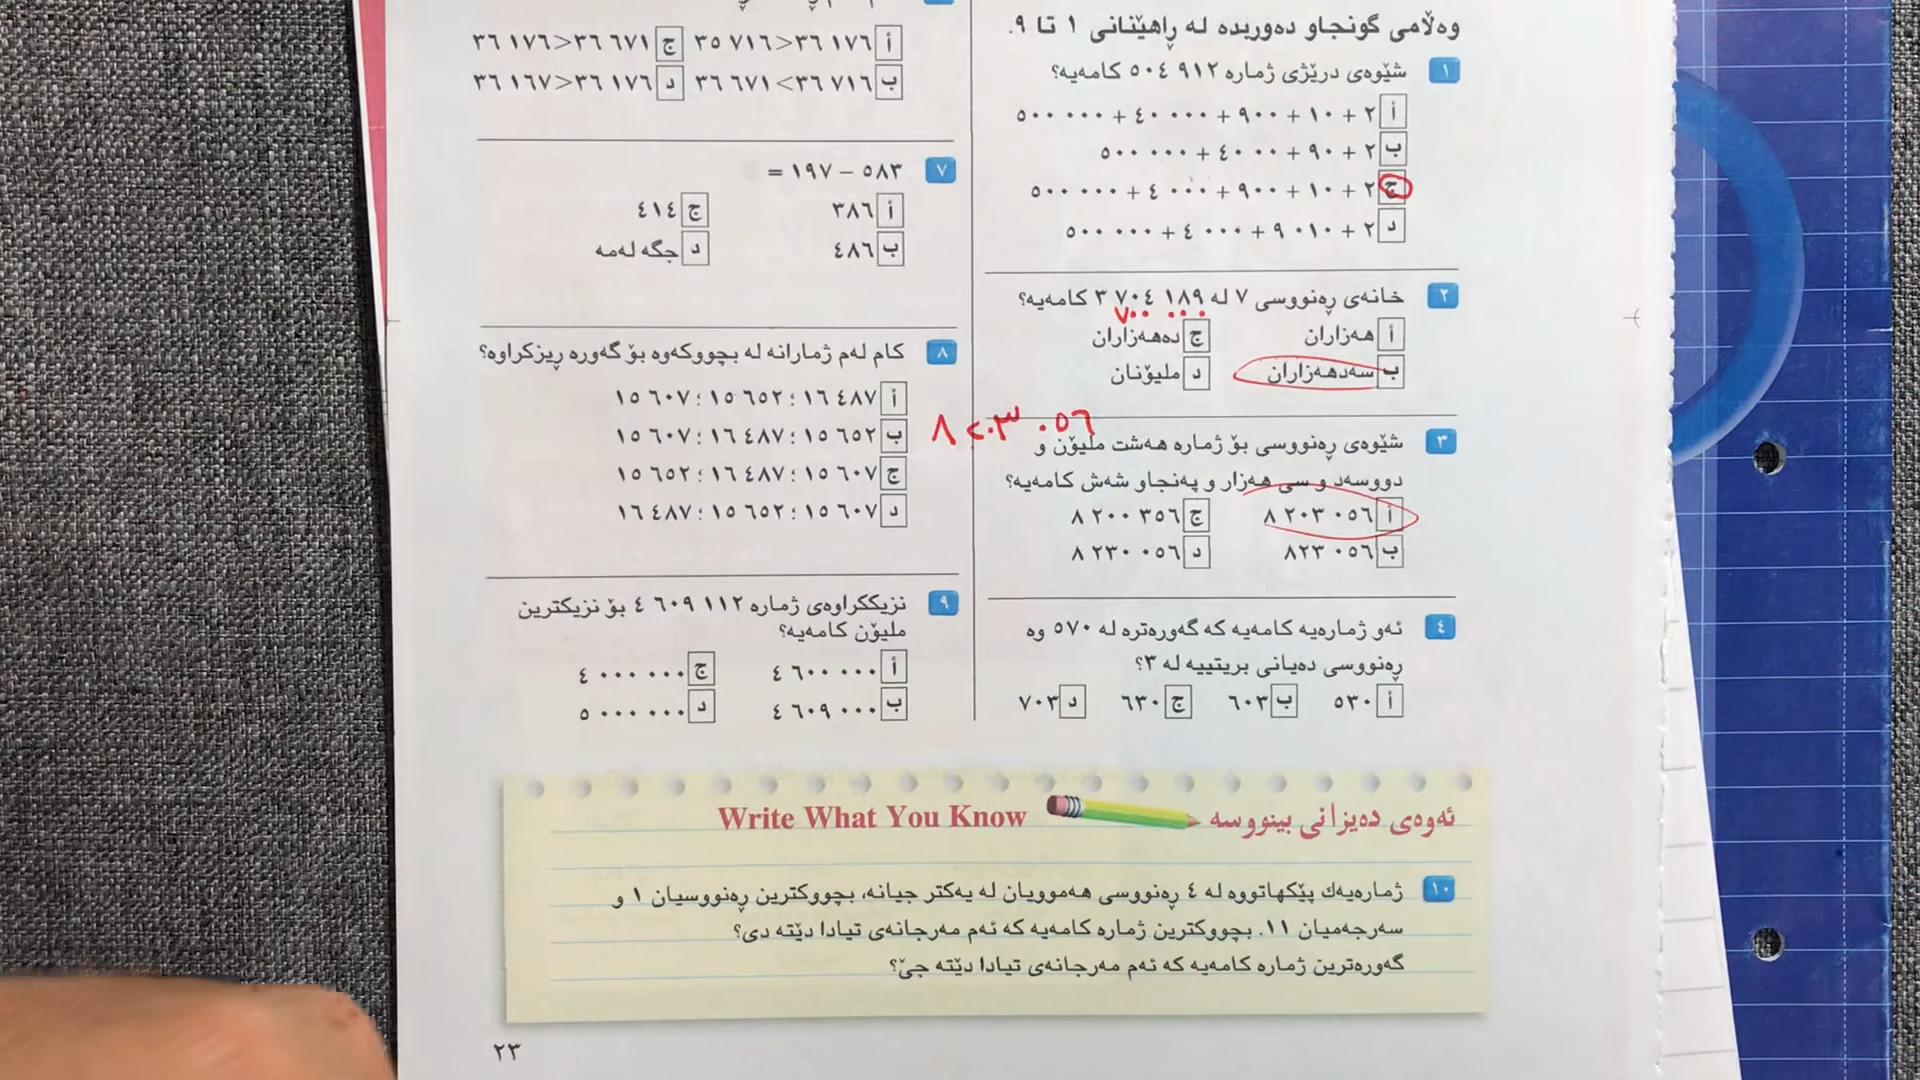 وەڵامی گونجاو دەوربدە لە ڕاهێنانی ١ تا ٩.
١ شێوەی درێژی ژمارە ٩١٢ ٥٠٤ کامەیە؟
أ ٢ + ١٠ + ٩٠٠ + ٤٠ ٠٠٠ + ٥٠٠ ٠٠٠
ب ٢ + ٩٠ + ٤٠ ٠٠ + ٥٠٠ ٠٠٠
ج ٢ + ١٠ + ٩٠٠ + ٤ ٠٠٠ + ٥٠٠ ٠٠٠
د ٢ + ٩ ٠١٠ + ٤ ٠٠٠ + ٥٠٠ ٠٠٠
٢ خانەی ڕەنووسی ٧ لە ٣ ٧٠٤ ١٨٩ کامەیە؟
٧
أ هەزاران ج دەهەزاران
ب سەدهەزاران د ملیۆنان
٨ ٢٠٣ ٠٥٦
٣ شێوەی ڕەنووسی بۆ ژمارە هەشت ملیۆن و
دووسەد و سی هەزار و پەنجاو شەش کامەیە؟
أ ٨ ٢٠٣ ٠٥٦ ج ٨ ٢٠٠ ٣٥٦
ب ٨٢٣ ٠٥٦ د ٨ ٢٣٠ ٠٥٦
٤ ئەو ژمارەیە کامەیە کە گەورەترە لە ٥٧٠ وە
ڕەنووسی دەیانی بریتییە لە ٣؟
أ ٥٣٠ ب ٦٠٣ ج ٦٣٠ د ٧٠٣
أ ٣٦ ١٧٦ > ٣٥ ٧١٦ ج ٣٦ ٦٧١ < ٣٦ ١٧٦
ب ٣٦ ٧١٦ > ٣٦ ٦٧١ د ٣٦ ١٧٦ < ٣٦ ١٦٧
٧ ٥٨٣ − ١٩٧ =
أ ٣٨٦ ج ٤١٤
ب ٤٨٦ د جگە لەمە
٨ کام لەم ژمارانە لە بچووکەوە بۆ گەورە ڕیزکراوە؟
أ ١٦ ٤٨٧ ؛ ١٥ ٦٥٢ ؛ ١٥ ٦٠٧
ب ١٥ ٦٥٢ ؛ ١٦ ٤٨٧ ؛ ١٥ ٦٠٧
ج ١٥ ٦٠٧ ؛ ١٦ ٤٨٧ ؛ ١٥ ٦٥٢
د ١٥ ٦٠٧ ؛ ١٥ ٦٥٢ ؛ ١٦ ٤٨٧
٩ نزیککراوەی ژمارە ٤ ٦٠٩ ١١٢ بۆ نزیکترین
ملیۆن کامەیە؟
أ ٤ ٦٠٠ ٠٠٠ ج ٤ ٠٠٠ ٠٠٠
ب ٤ ٦٠٩ ٠٠٠ د ٥ ٠٠٠ ٠٠٠
ئەوەی دەیزانی بینووسە Write What You Know
١٠ ژمارەیەك پێکهاتووە لە ٤ ڕەنووسی هەموویان لە یەکتر جیانە، بچووکترین ڕەنووسیان ١ و
سەرجەمیان ١١. بچووکترین ژمارە کامەیە کە ئەم مەرجانەی تیادا دێتە دی؟
گەورەترین ژمارە کامەیە کە ئەم مەرجانەی تیادا دێتە جێ؟
٢٣